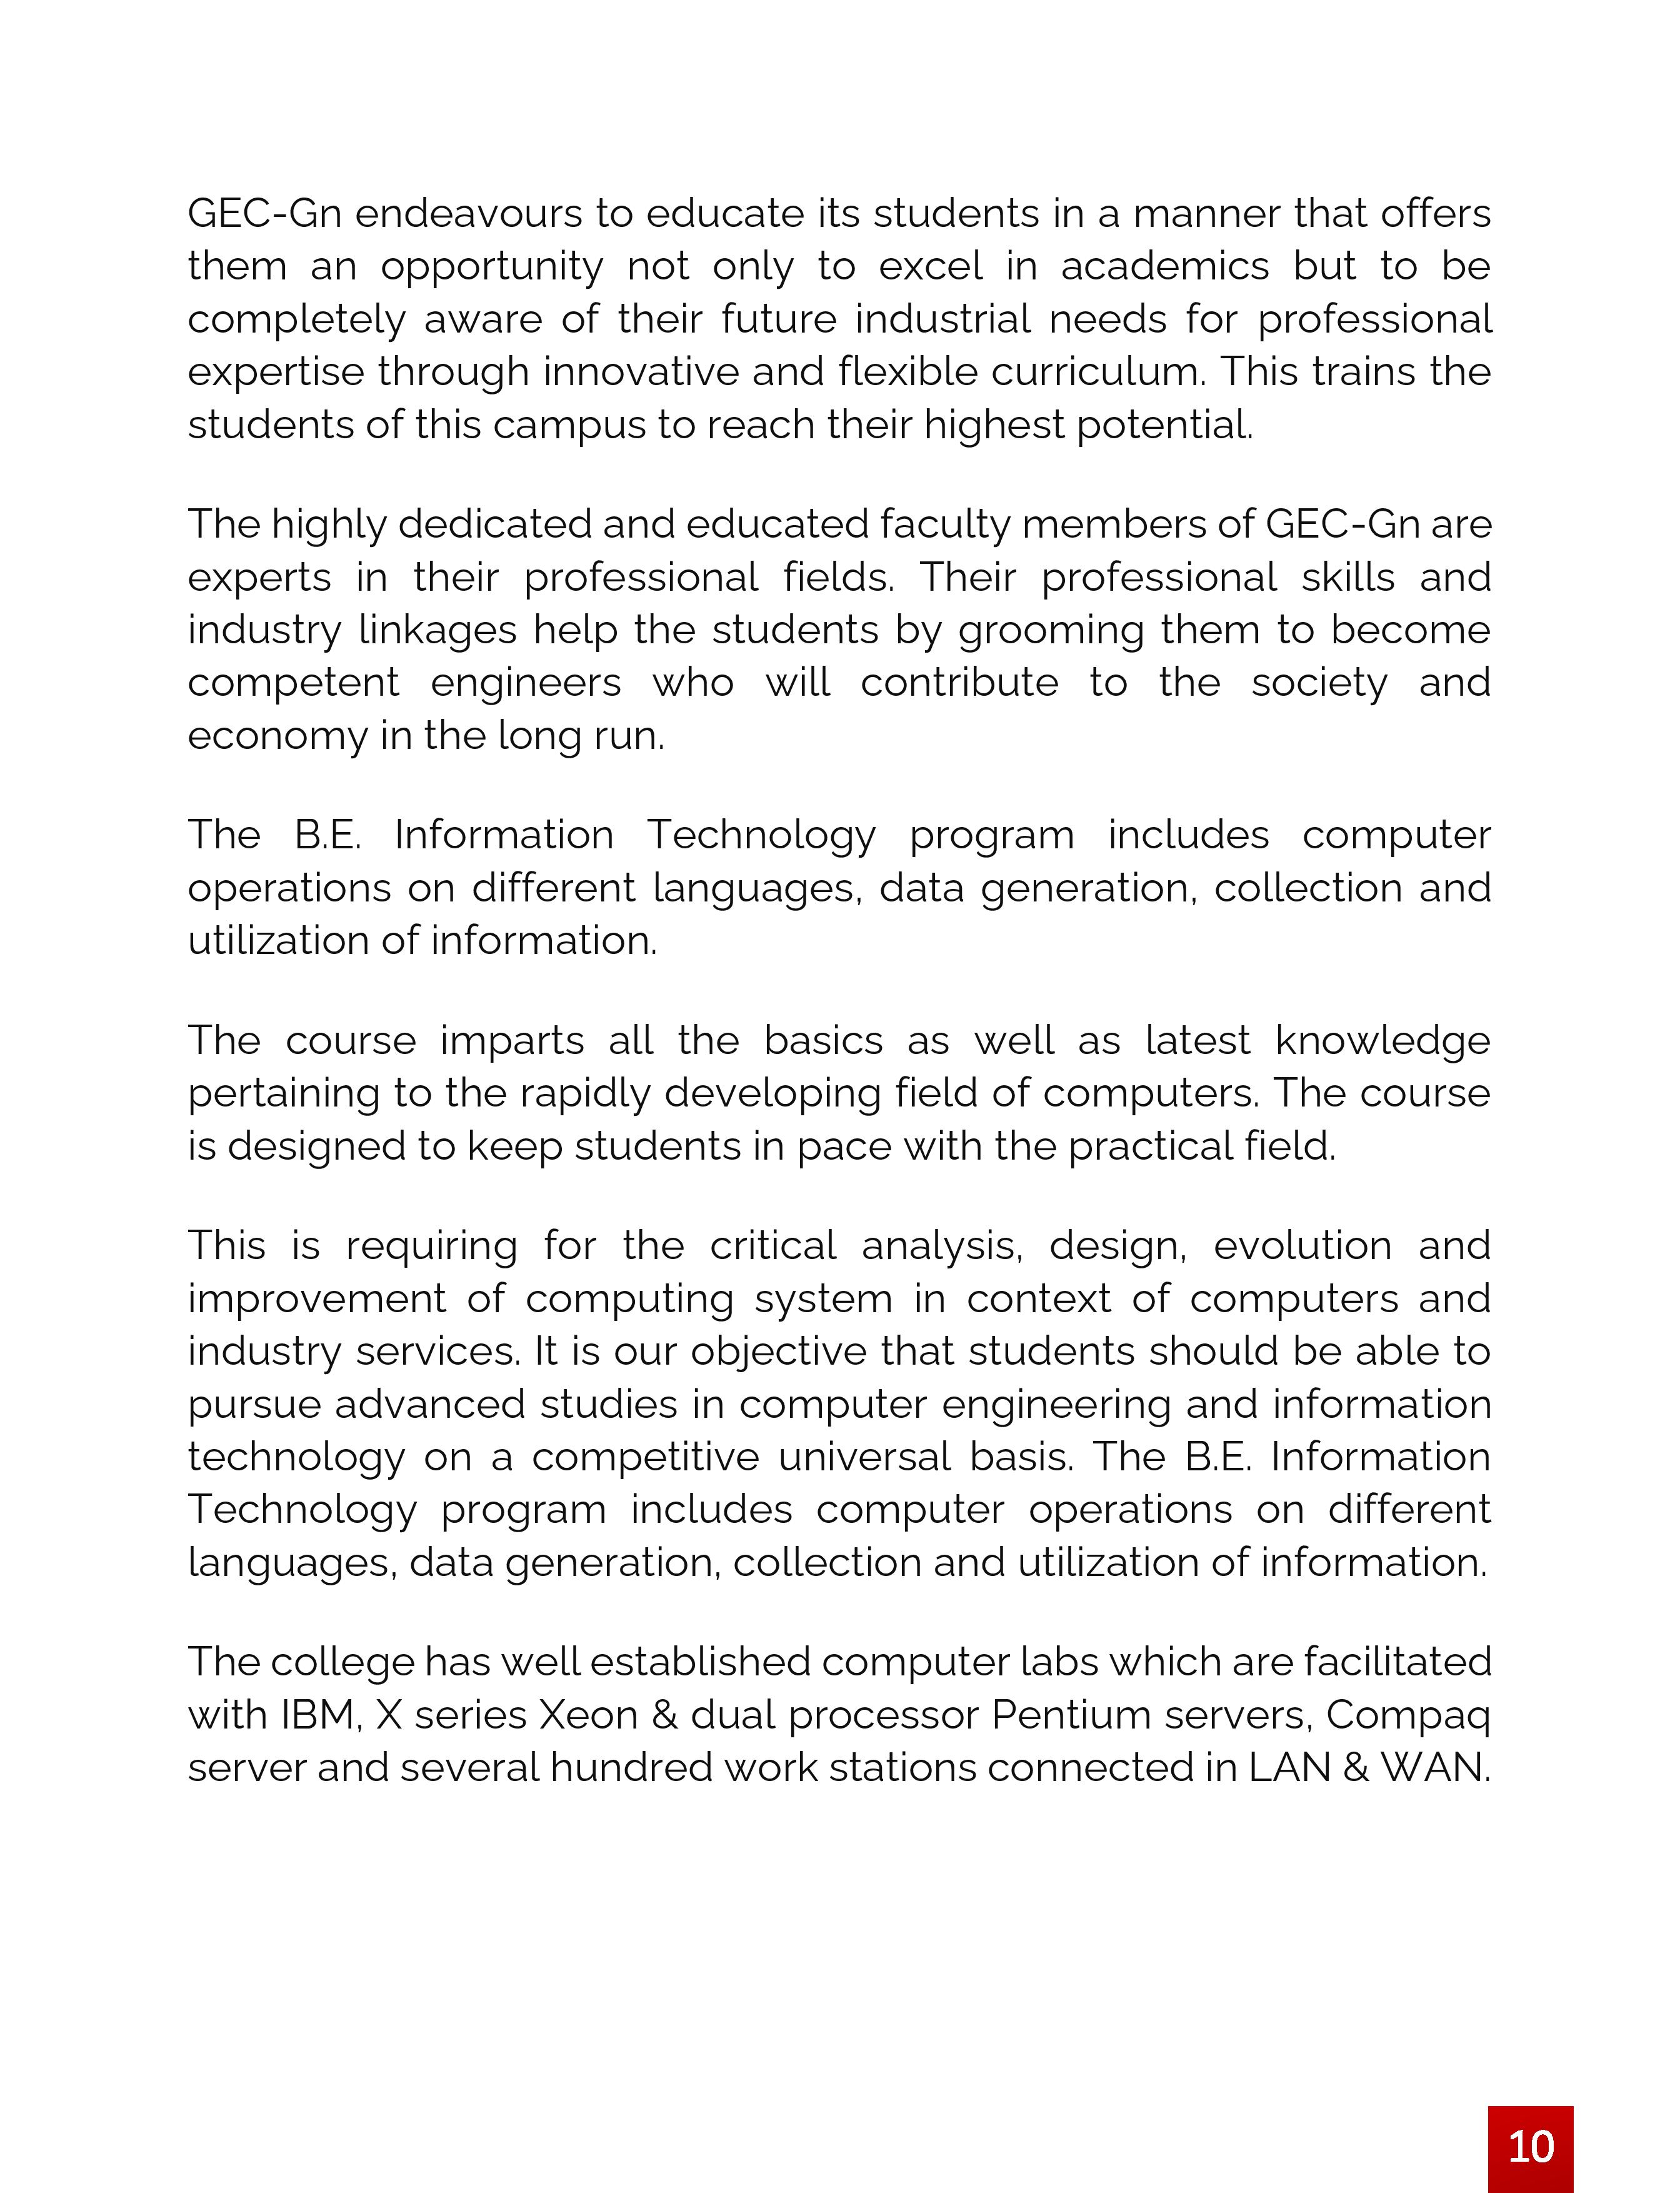 GEC-Gn endeavours to educate its students in a manner that offers
them an opportunity not only to excel in academics but to be
completely aware of their future industrial needs for professional
expertise through innovative and flexible curriculum. This trains the
students of this campus to reach their highest potential.
The highly dedicated and educated faculty members of GEC-Gn are
experts in their professional fields. Their professional skills and
industry linkages help the students by grooming them to become
competent engineers who will contribute to the society and
economy in the long run.
The B.E. Information Technology program includes computer
operations on different languages, data generation, collection and
utilization of information.
The course imparts all the basics as well as latest knowledge
pertaining to the rapidly developing field of computers. The course
is designed to keep students in pace with the practical field.
This is requiring for the critical analysis, design, evolution and
improvement of computing system in context of computers and
industry services. It is our objective that students should be able to
pursue advanced studies in computer engineering and information
technology on a competitive universal basis. The B.E. Information
Technology program includes computer operations on different
languages, data generation, collection and utilization of information.
The college has well established computer labs which are facilitated
with IBM, X series Xeon & dual processor Pentium servers, Compaq
server and several hundred work stations connected in LAN & WAN.
10